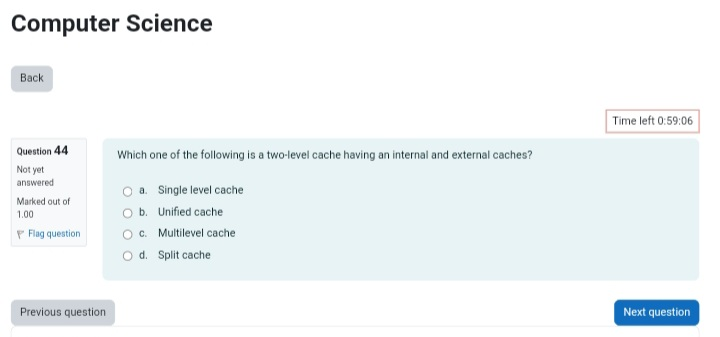 Computer Science
Back
Time left 0:59:06
Question 44
Not yet
answered
Marked out of
1.00
Flag question
Which one of the following is a two-level cache having an internal and external caches?
a. Single level cache
b. Unified cache
c. Multilevel cache
d. Split cache
Previous question
Next question